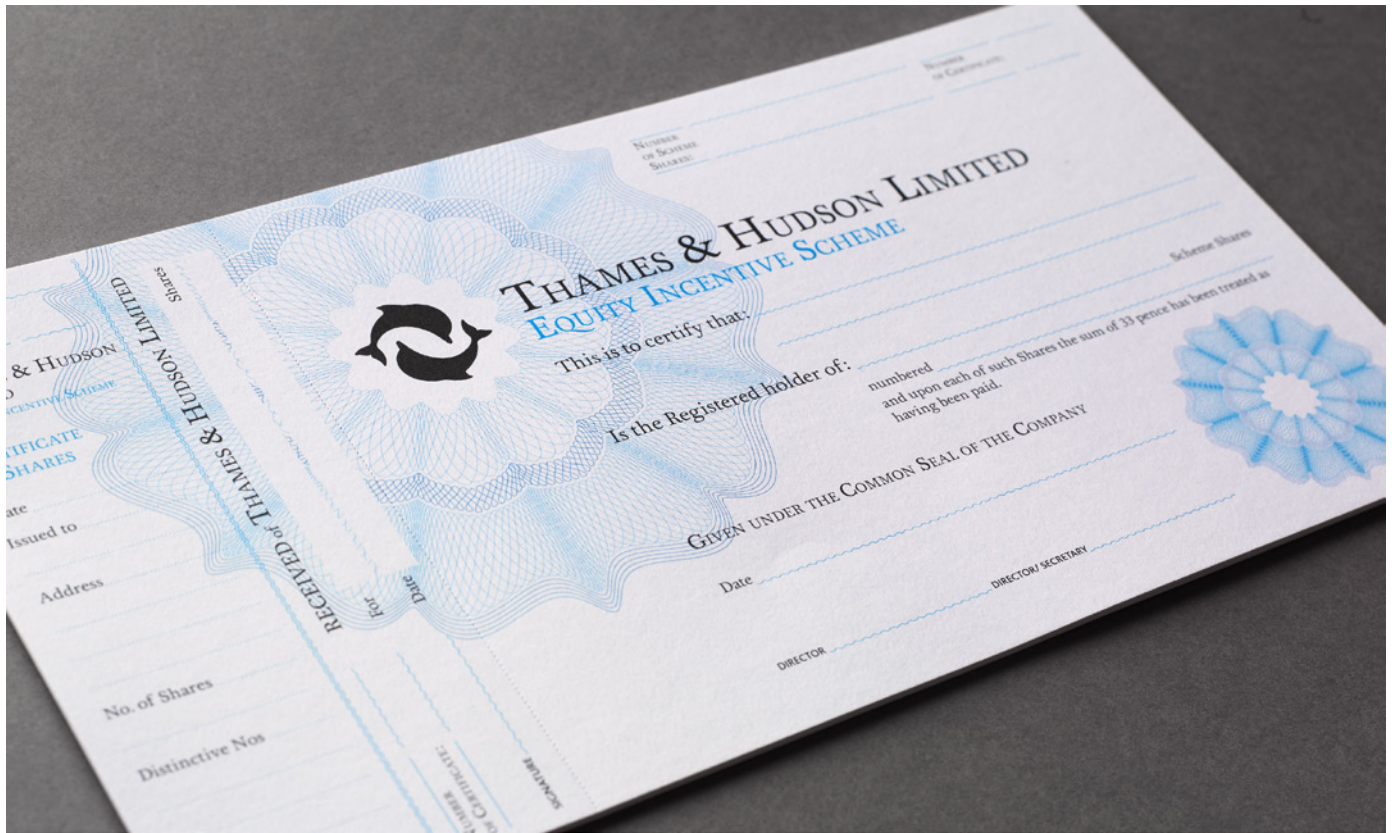 & HUDSON
INCENTIVE SCHEME
TIFICATE
SHARES
ate
Issued to
Address
No. of Shares
Distinctive Nos
RECEIVED of THAMES & HUDSON LIMITED
Shares
For
Date
NUMBER
OF CERTIFICATE:
SIGNATURE
NUMBER
OF SCHEME
SHARES:
NUMBER
OF CERTIFICATE:
THAMES & HUDSON LIMITED
EQUITY INCENTIVE SCHEME
This is to certify that:
Is the Registered holder of:
Scheme Shares
numbered
and upon each of such Shares the sum of 33 pence has been treated as
having been paid.
GIVEN UNDER THE COMMON SEAL OF THE COMPANY
Date
DIRECTOR
DIRECTOR/ SECRETARY